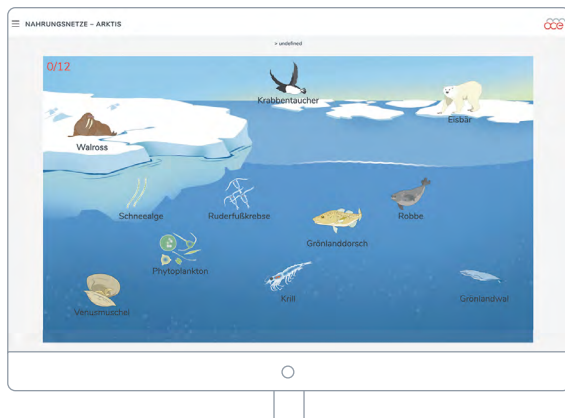 NAHRUNGSNETZE – ARKTIS
ace
» undefined
0/12
Krabbentaucher
Eisbär
Walross
Schneealge
Ruderfußkrebse
Robbe
Grönlanddorsch
Phytoplankton
Krill
Grönlandwal
Venusmuschel